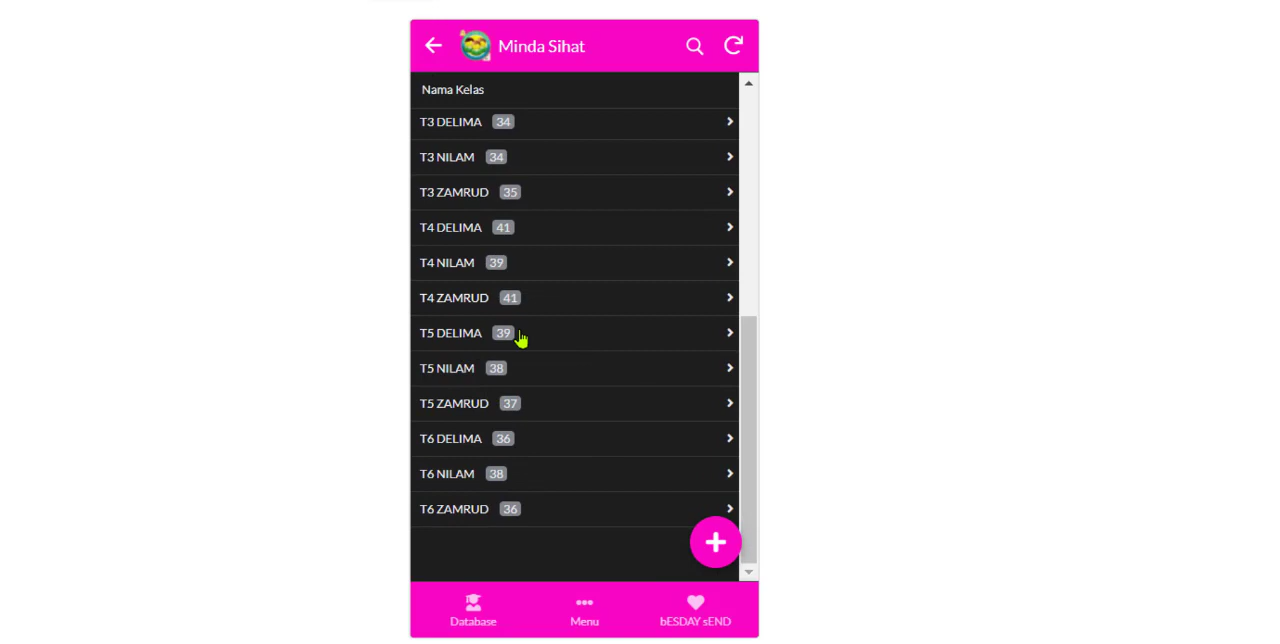 Minda Sihat
Nama Kelas
T3 DELIMA 34
T3 NILAM 34
T3 ZAMRUD 35
T4 DELIMA 41
T4 NILAM 39
T4 ZAMRUD 41
T5 DELIMA 39
T5 NILAM 38
T5 ZAMRUD 37
T6 DELIMA 36
T6 NILAM 38
T6 ZAMRUD 36
Database Menu bESDAY sEND